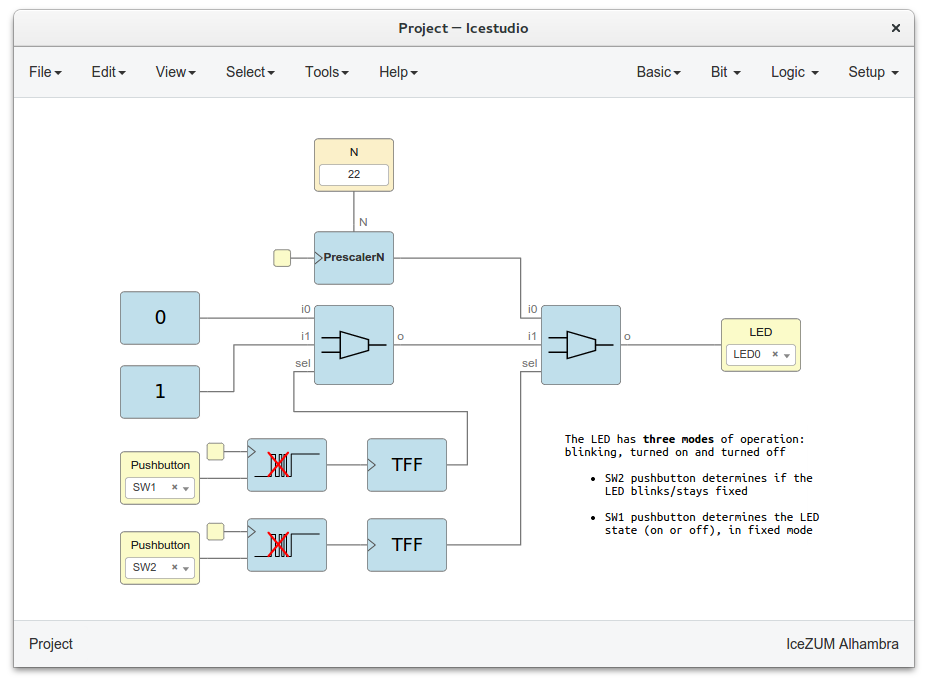 Project – Icestudio ×
File Edit View Select Tools Help Basic Bit Logic Setup
N
22
N
PrescalerN
0
i0
i1
sel
o
1
i0
i1
sel
o
LED
LED0 ×
Pushbutton
SW1 ×
TFF
Pushbutton
SW2 ×
TFF
The LED has three modes of operation:
blinking, turned on and turned off
• SW2 pushbutton determines if the
LED blinks/stays fixed
• SW1 pushbutton determines the LED
state (on or off), in fixed mode
Project IceZUM Alhambra